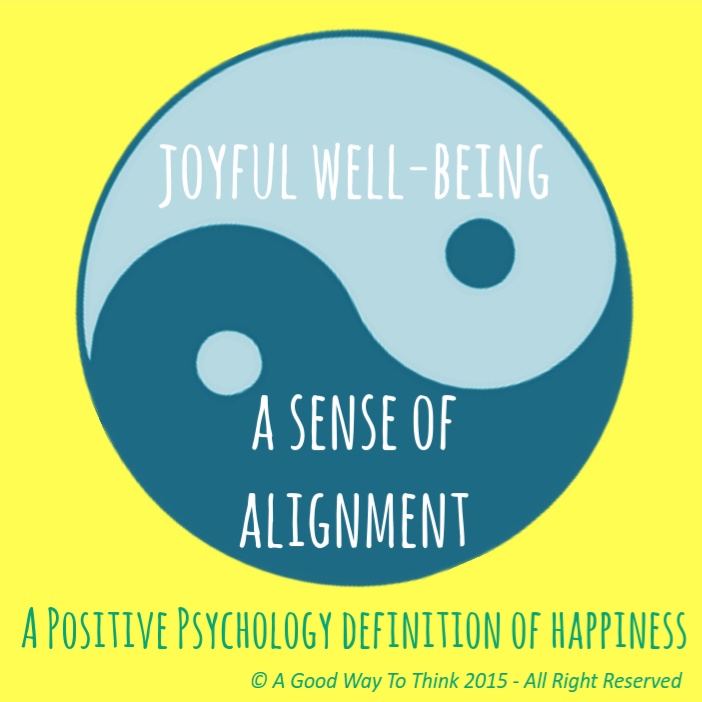 JOYFUL WELL-BEING
A SENSE OF
ALIGNMENT
A POSITIVE PSYCHOLOGY DEFINITION OF HAPPINESS
© A Good Way To Think 2015 - All Right Reserved